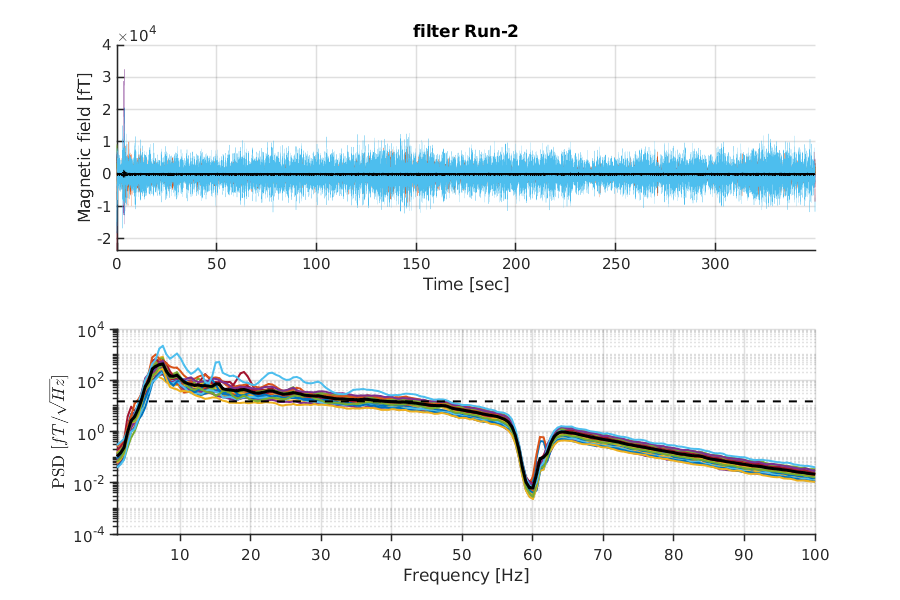 filter Run-2
×10⁴
4
3
2
1
0
-1
-2
Magnetic field [fT]
0 50 100 150 200 250 300
Time [sec]
10⁴
10²
10⁰
10⁻²
10⁻⁴
PSD [fT/√Hz]
10 20 30 40 50 60 70 80 90 100
Frequency [Hz]